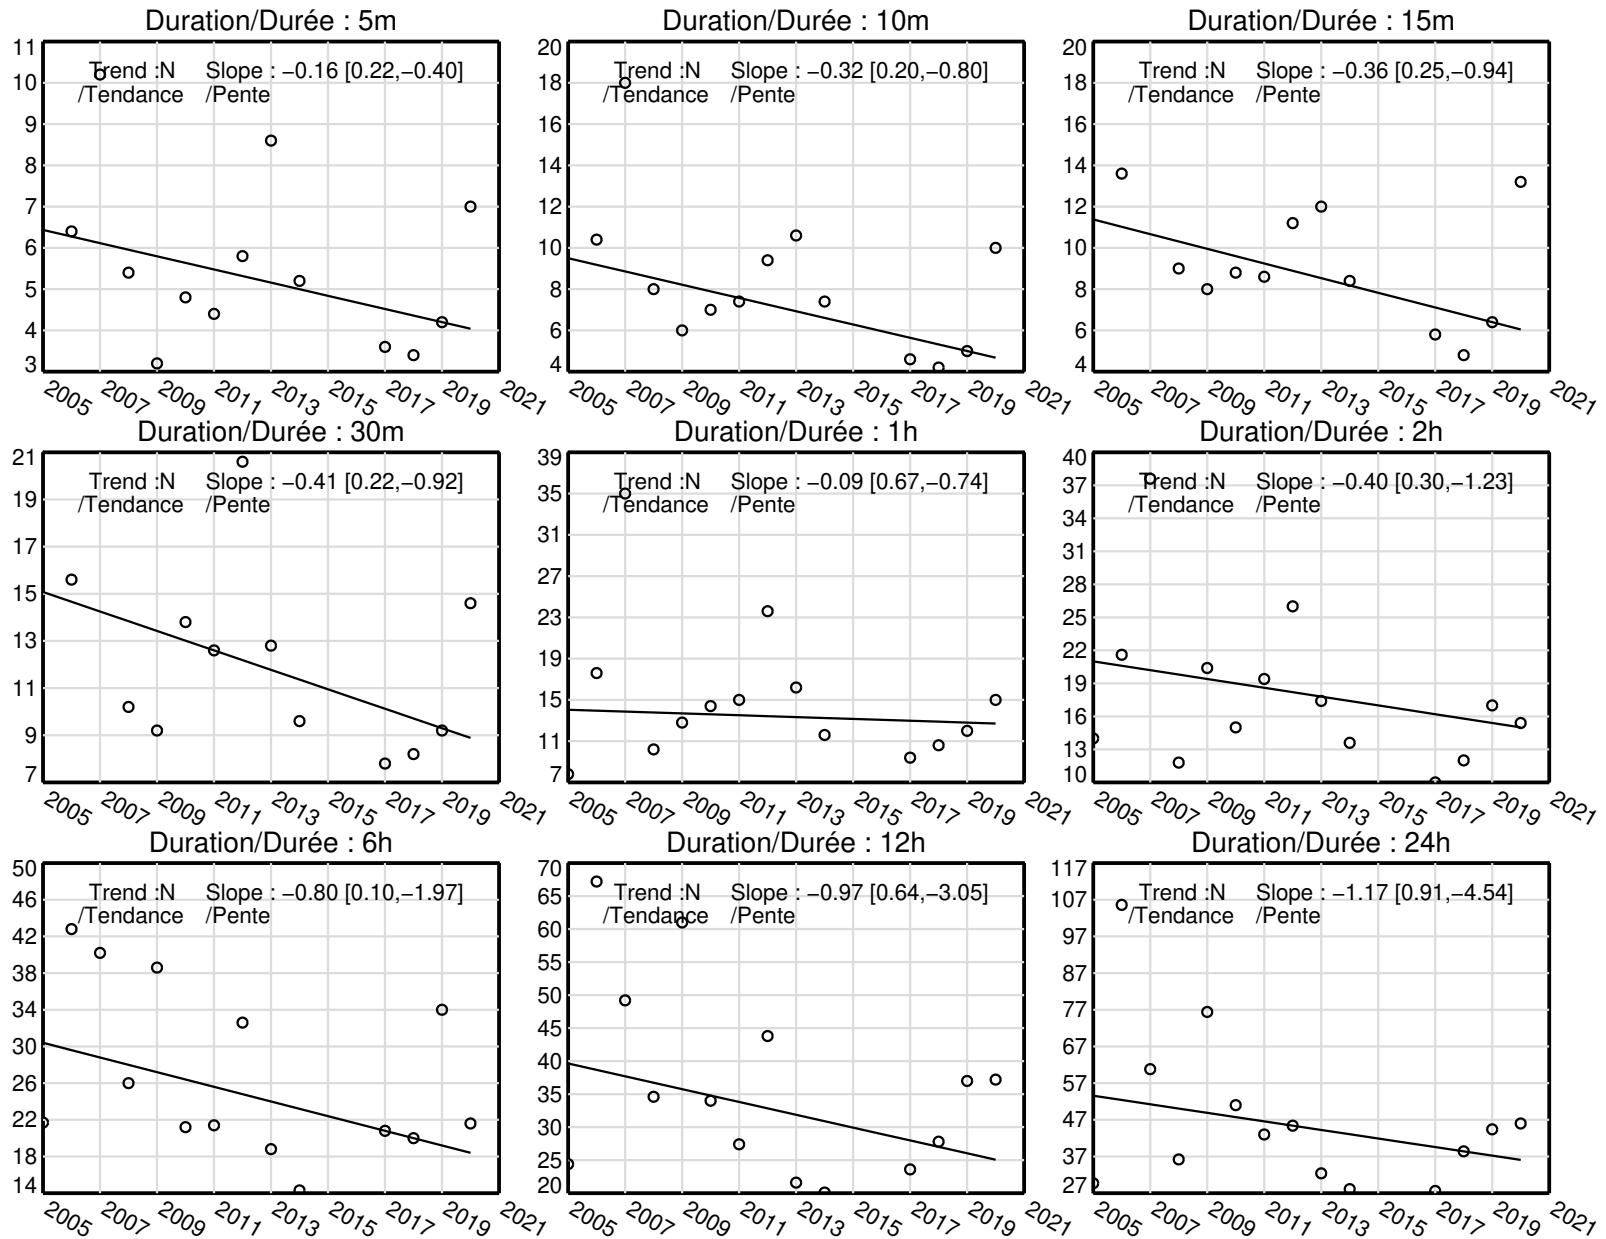 Duration/Durée : 5m
Trend :N Slope : −0.16 [0.22,−0.40]
/Tendance /Pente
11
10
9
8
7
6
5
4
3
2005 2007 2009 2011 2013 2015 2017 2019 2021
Duration/Durée : 10m
Trend :N Slope : −0.32 [0.20,−0.80]
/Tendance /Pente
20
18
16
14
12
10
8
6
4
2005 2007 2009 2011 2013 2015 2017 2019 2021
Duration/Durée : 15m
Trend :N Slope : −0.36 [0.25,−0.94]
/Tendance /Pente
20
18
16
14
12
10
8
6
4
2005 2007 2009 2011 2013 2015 2017 2019 2021
Duration/Durée : 30m
Trend :N Slope : −0.41 [0.22,−0.92]
/Tendance /Pente
21
19
17
15
13
11
9
7
2005 2007 2009 2011 2013 2015 2017 2019 2021
Duration/Durée : 1h
Trend :N Slope : −0.09 [0.67,−0.74]
/Tendance /Pente
39
35
31
27
23
19
15
11
7
2005 2007 2009 2011 2013 2015 2017 2019 2021
Duration/Durée : 2h
Trend :N Slope : −0.40 [0.30,−1.23]
/Tendance /Pente
40
37
34
31
28
25
22
19
16
13
10
2005 2007 2009 2011 2013 2015 2017 2019 2021
Duration/Durée : 6h
Trend :N Slope : −0.80 [0.10,−1.97]
/Tendance /Pente
50
46
42
38
34
30
26
22
18
14
2005 2007 2009 2011 2013 2015 2017 2019 2021
Duration/Durée : 12h
Trend :N Slope : −0.97 [0.64,−3.05]
/Tendance /Pente
70
65
60
55
50
45
40
35
30
25
20
2005 2007 2009 2011 2013 2015 2017 2019 2021
Duration/Durée : 24h
Trend :N Slope : −1.17 [0.91,−4.54]
/Tendance /Pente
117
107
97
87
77
67
57
47
37
27
2005 2007 2009 2011 2013 2015 2017 2019 2021